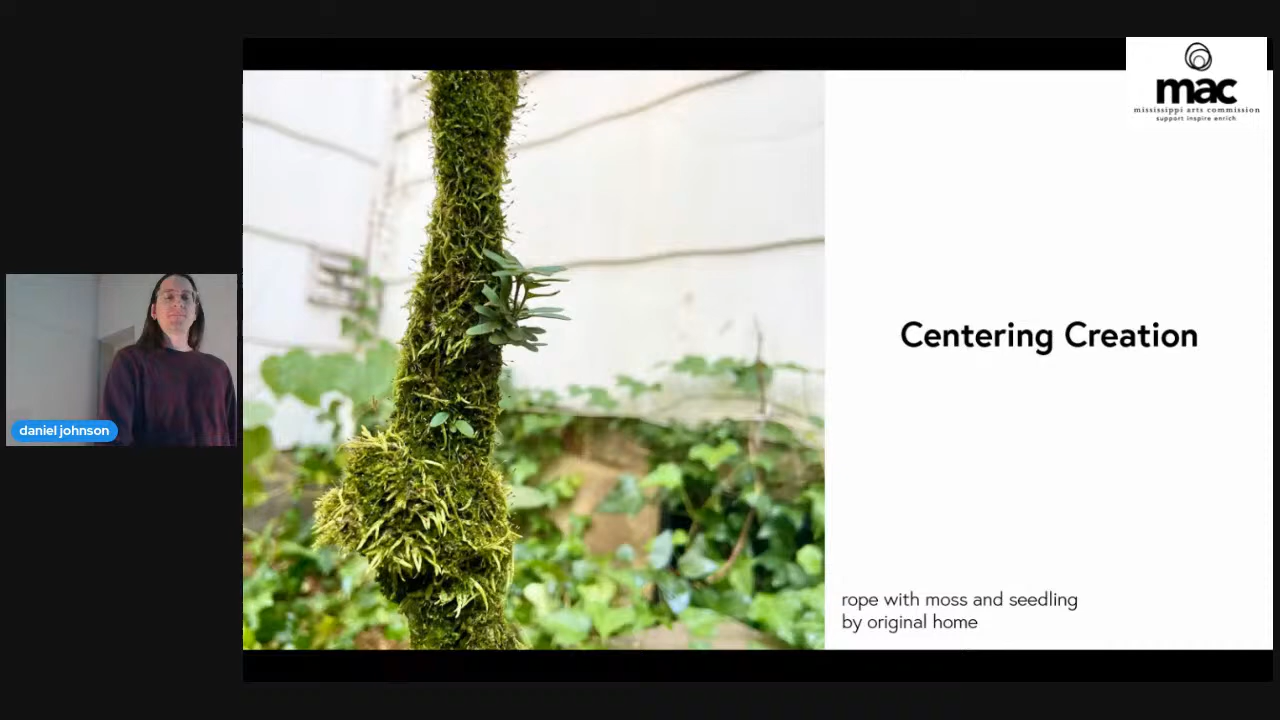 mac
mississippi arts commission
support inspire enrich
Centering Creation
daniel johnson
rope with moss and seedling
by original home